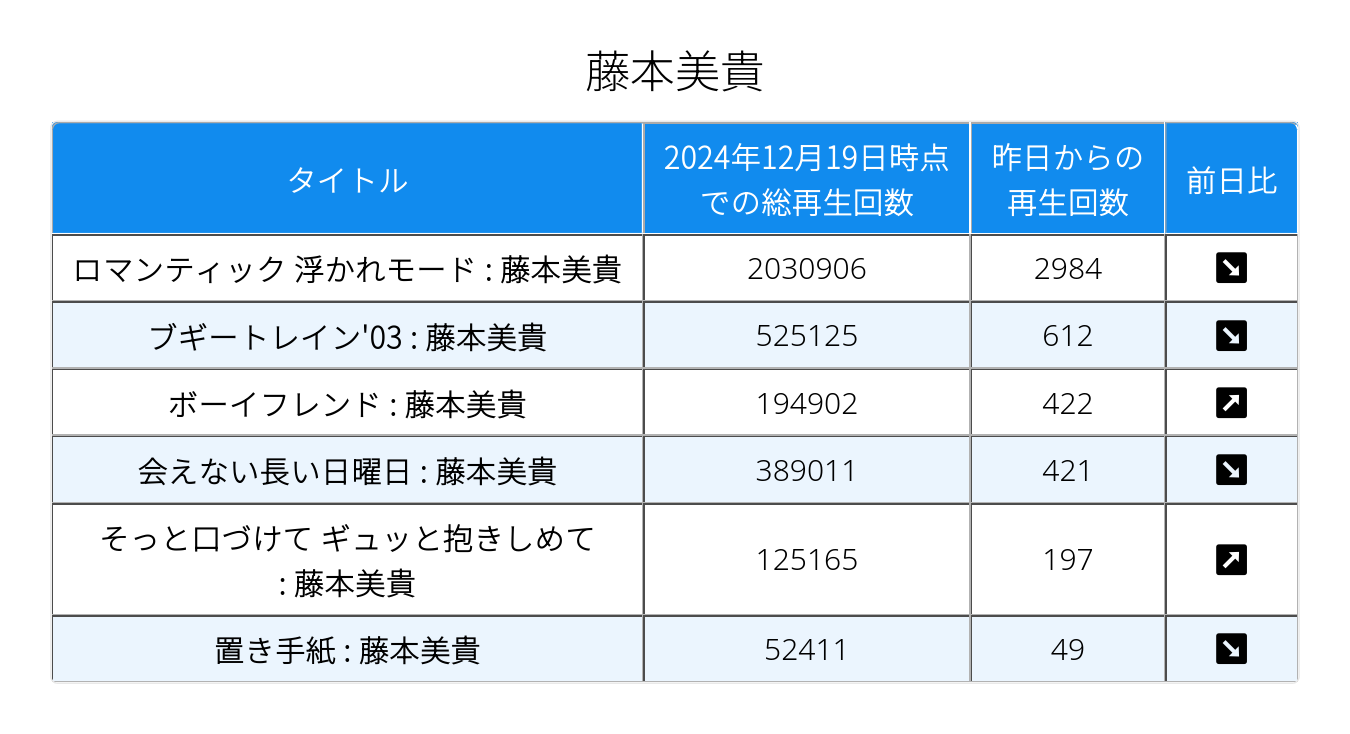 藤本美貴
タイトル
2024年12月19日時点
での総再生回数
昨日からの
再生回数
前日比
ロマンティック 浮かれモード : 藤本美貴
2030906
2984
ブギートレイン'03 : 藤本美貴
525125
612
ボーイフレンド : 藤本美貴
194902
422
会えない長い日曜日 : 藤本美貴
389011
421
そっと口づけて ギュッと抱きしめて
: 藤本美貴
125165
197
置き手紙 : 藤本美貴
52411
49